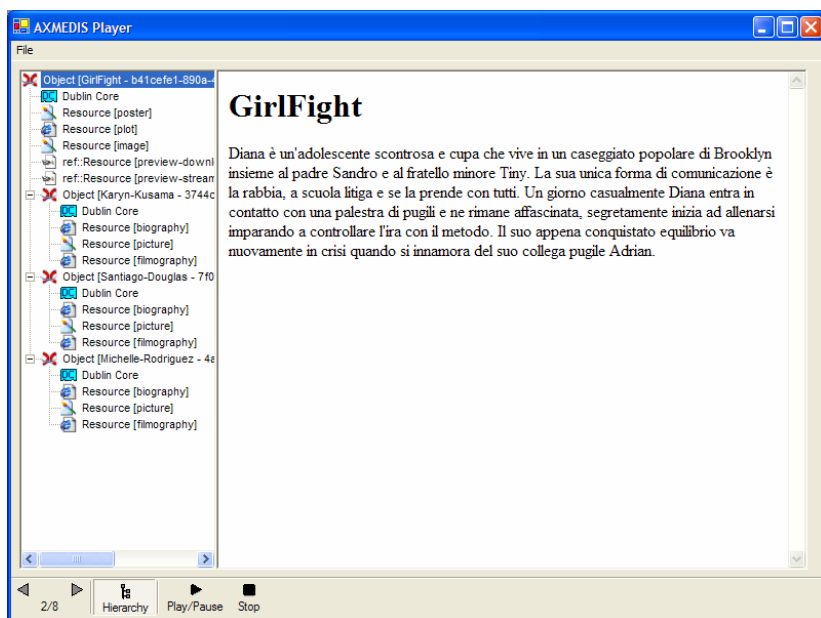 AXMEDIS Player
File
Object [GirlFight - b41cefe1-890a-4
Dublin Core
Resource [poster]
Resource [plot]
Resource [image]
ref::Resource [preview-downl
ref::Resource [preview-stream
Object [Karyn-Kusama - 3744c
Dublin Core
Resource [biography]
Resource [picture]
Resource [filmography]
Object [Santiago-Douglas - 7f0
Dublin Core
Resource [biography]
Resource [picture]
Resource [filmography]
Object [Michelle-Rodriguez - 4a
Dublin Core
Resource [biography]
Resource [picture]
Resource [filmography]
GirlFight
Diana è un'adolescente scontrosa e cupa che vive in un caseggiato popolare di Brooklyn
insieme al padre Sandro e al fratello minore Tiny. La sua unica forma di comunicazione è
la rabbia, a scuola litiga e se la prende con tutti. Un giorno casualmente Diana entra in
contatto con una palestra di pugili e ne rimane affascinata, segretamente inizia ad allenarsi
imparando a controllare l'ira con il metodo. Il suo appena conquistato equilibrio va
nuovamente in crisi quando si innamora del suo collega pugile Adrian.
2/8 Hierarchy Play/Pause Stop